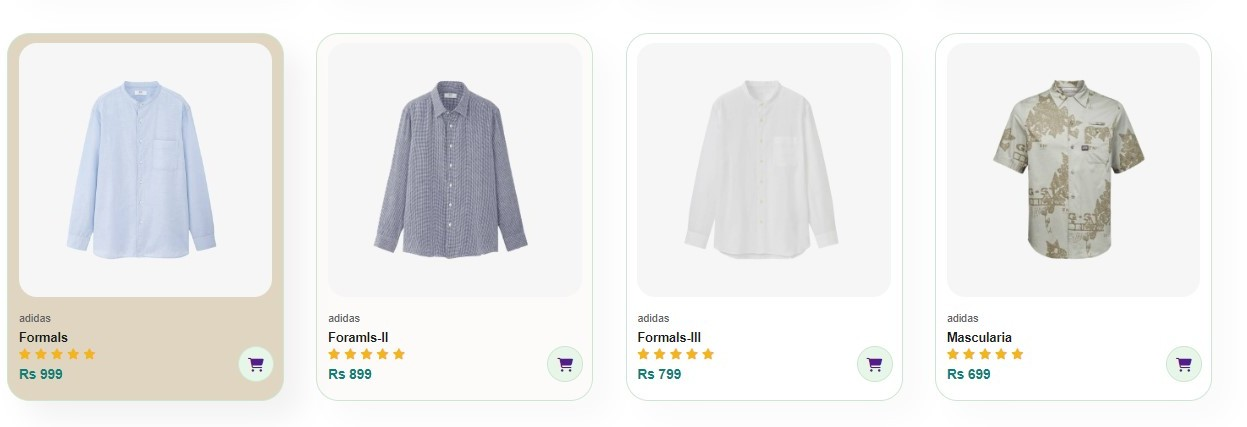 adidas
Formals
Rs 999
adidas
Foramls-II
Rs 899
adidas
Formals-III
Rs 799
adidas
Mascularia
Rs 699